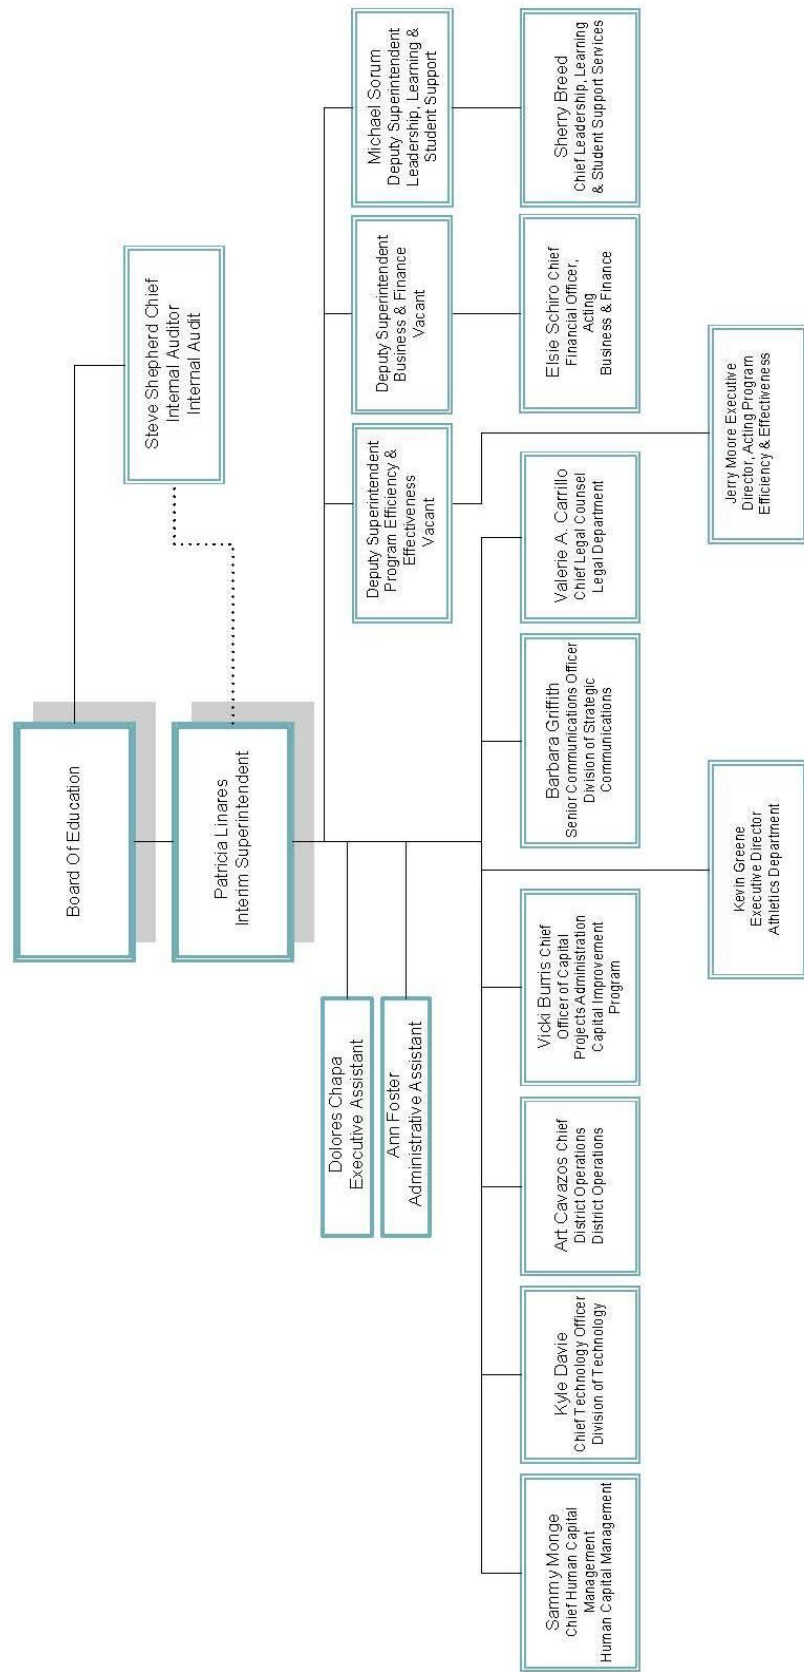 Board Of Education
Steve Shepherd Chief
Internal Auditor
Internal Audit
Patricia Linares
Interim Superintendent
Dolores Chapa
Executive Assistant
Ann Foster
Administrative Assistant
Deputy Superintendent
Program Efficiency &
Effectiveness
Vacant
Deputy Superintendent
Business & Finance
Vacant
Michael Sorum
Deputy Superintendent
Leadership, Learning &
Student Support
Sammy Monge
Chief Human Capital
Management
Human Capital Management
Kyle Davie
Chief Technology Officer
Division of Technology
Art Cavazos Chief
District Operations
District Operations
Vicki Burris Chief
Officer of Capital
Projects Administration
Capital Improvement
Program
Barbara Griffith
Senior Communications Officer
Division of Strategic
Communications
Valerie A. Carrillo
Chief Legal Counsel
Legal Department
Elsie Schiro Chief
Financial Officer,
Acting
Business & Finance
Sherry Breed
Chief Leadership, Learning
& Student Support Services
Kevin Greene
Executive Director
Athletics Department
Jerry Moore Executive
Director, Acting Program
Efficiency & Effectiveness